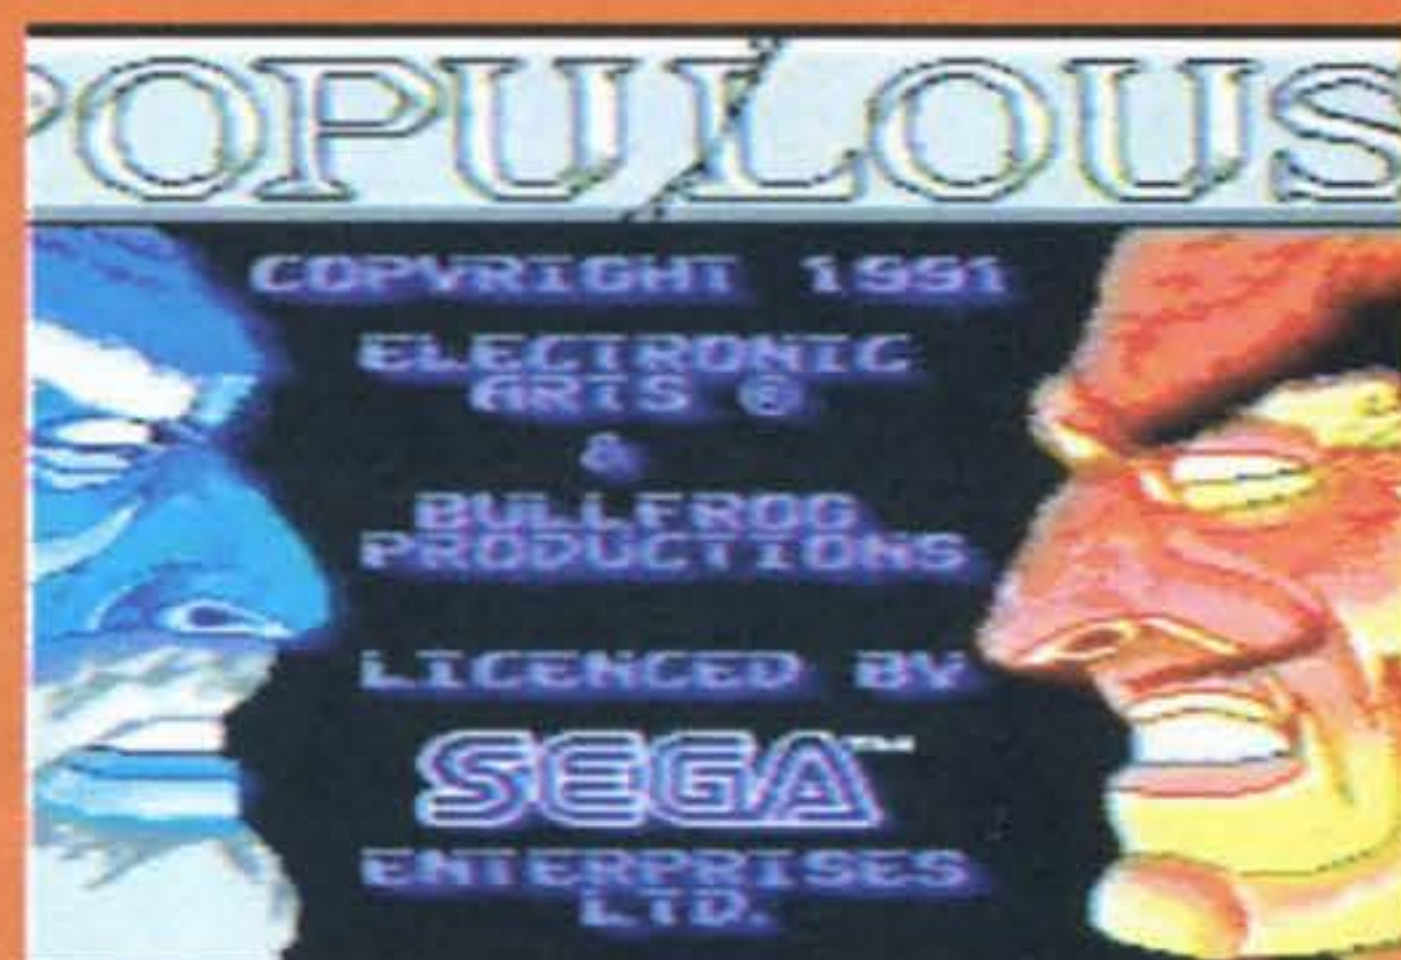 POPULOUS
COPYRIGHT 1991
ELECTRONIC
ARTS ®
&
BULLFROG
PRODUCTIONS
LICENCED BY
SEGA™
ENTERPRISES
LTD.